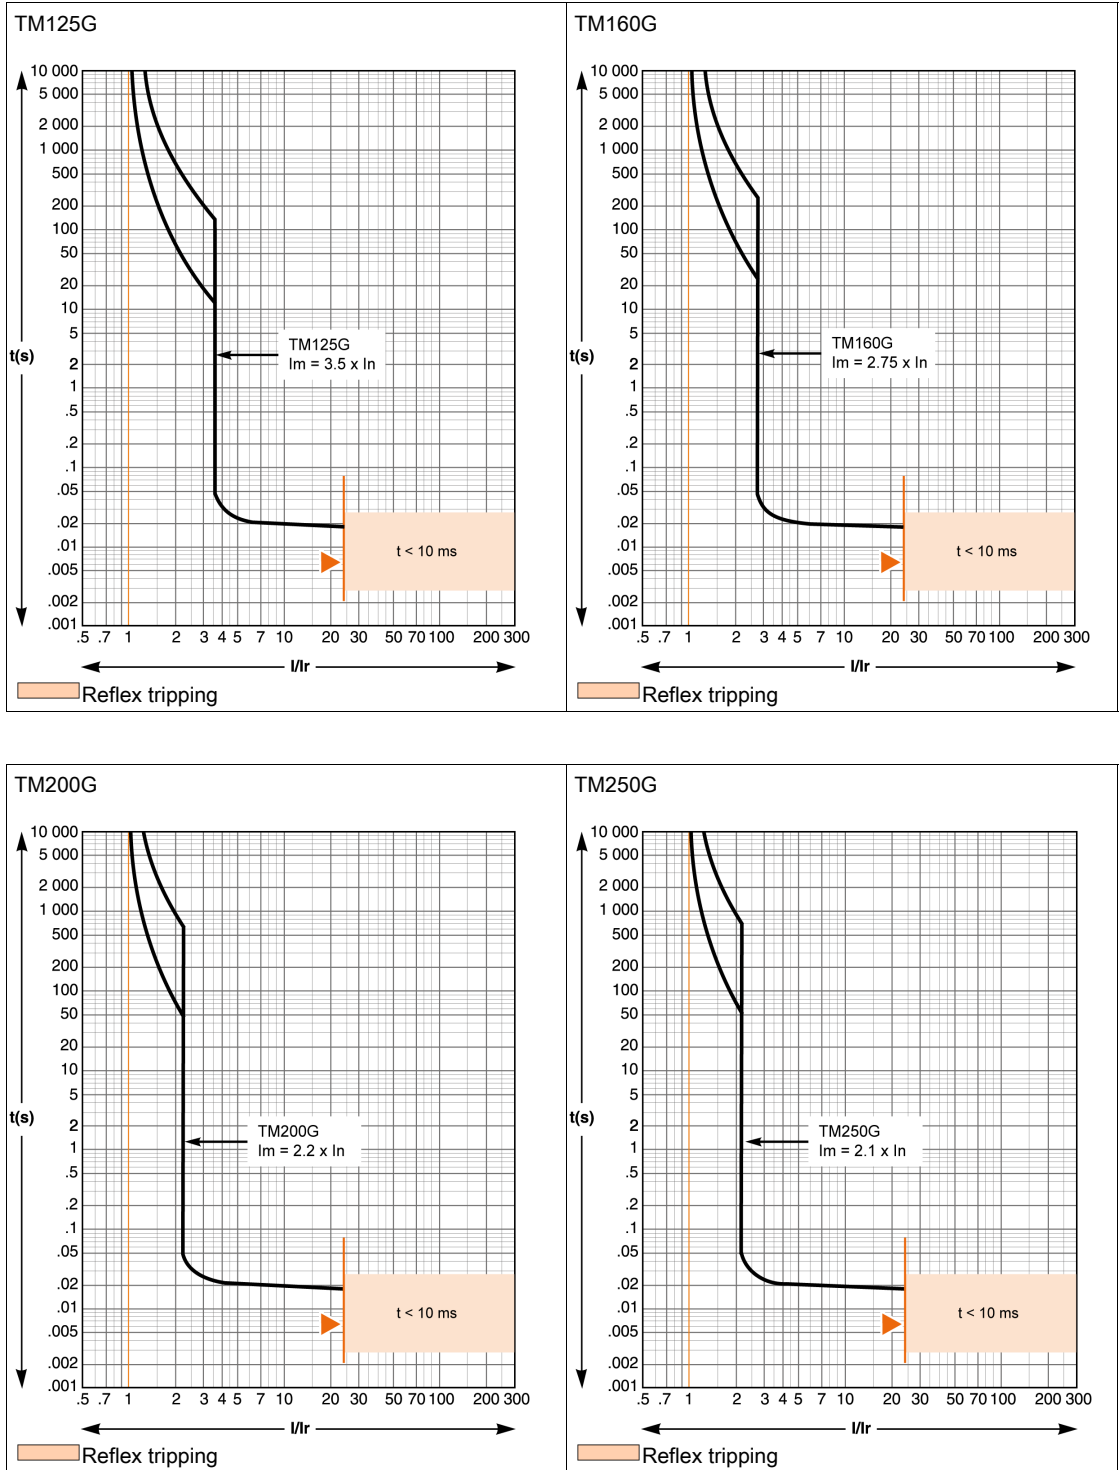 TM125G
10 000
5 000
2 000
1 000
500
200
100
50
20
10
5
t(s)
2
1
.5
.2
.1
.05
.02
.01
.005
.002
.001
TM125G
Im = 3.5 x In
t < 10 ms
.5 .7 1 2 3 4 5 7 10 20 30 50 70 100 200 300
I/Ir
Reflex tripping
TM160G
10 000
5 000
2 000
1 000
500
200
100
50
20
10
5
t(s)
2
1
.5
.2
.1
.05
.02
.01
.005
.002
.001
TM160G
Im = 2.75 x In
t < 10 ms
.5 .7 1 2 3 4 5 7 10 20 30 50 70 100 200 300
I/Ir
Reflex tripping
TM200G
10 000
5 000
2 000
1 000
500
200
100
50
20
10
5
t(s)
2
1
.5
.2
.1
.05
.02
.01
.005
.002
.001
TM200G
Im = 2.2 x In
t < 10 ms
.5 .7 1 2 3 4 5 7 10 20 30 50 70 100 200 300
I/Ir
Reflex tripping
TM250G
10 000
5 000
2 000
1 000
500
200
100
50
20
10
5
t(s)
2
1
.5
.2
.1
.05
.02
.01
.005
.002
.001
TM250G
Im = 2.1 x In
t < 10 ms
.5 .7 1 2 3 4 5 7 10 20 30 50 70 100 200 300
I/Ir
Reflex tripping